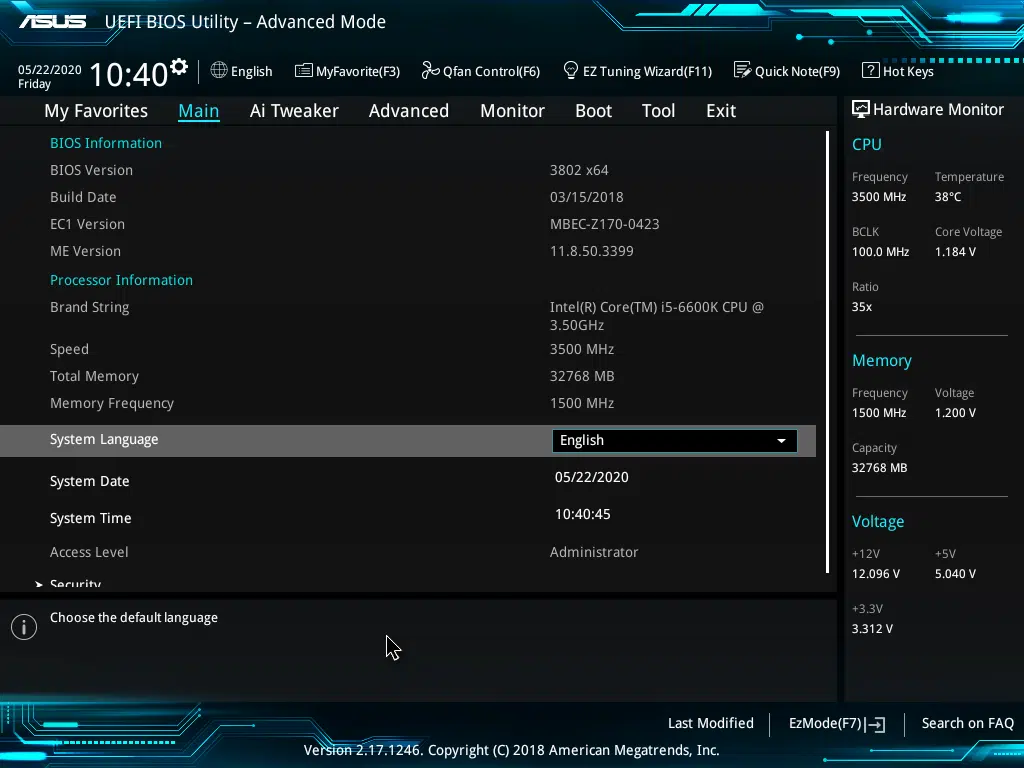 ASUS UEFI BIOS Utility – Advanced Mode
05/22/2020
Friday
10:40
English MyFavorite(F3) Qfan Control(F6) EZ Tuning Wizard(F11) Quick Note(F9) ? Hot Keys
My Favorites Main Ai Tweaker Advanced Monitor Boot Tool Exit
BIOS Information
BIOS Version 3802 x64
Build Date 03/15/2018
EC1 Version MBEC-Z170-0423
ME Version 11.8.50.3399
Processor Information
Brand String Intel(R) Core(TM) i5-6600K CPU @
3.50GHz
Speed 3500 MHz
Total Memory 32768 MB
Memory Frequency 1500 MHz
System Language English
System Date 05/22/2020
System Time 10:40:45
Access Level Administrator
Security
Choose the default language
Hardware Monitor
CPU
Frequency Temperature
3500 MHz 38°C
BCLK Core Voltage
100.0 MHz 1.184 V
Ratio
35x
Memory
Frequency Voltage
1500 MHz 1.200 V
Capacity
32768 MB
Voltage
+12V +5V
12.096 V 5.040 V
+3.3V
3.312 V
Last Modified EzMode(F7) Search on FAQ
Version 2.17.1246. Copyright (C) 2018 American Megatrends, Inc.